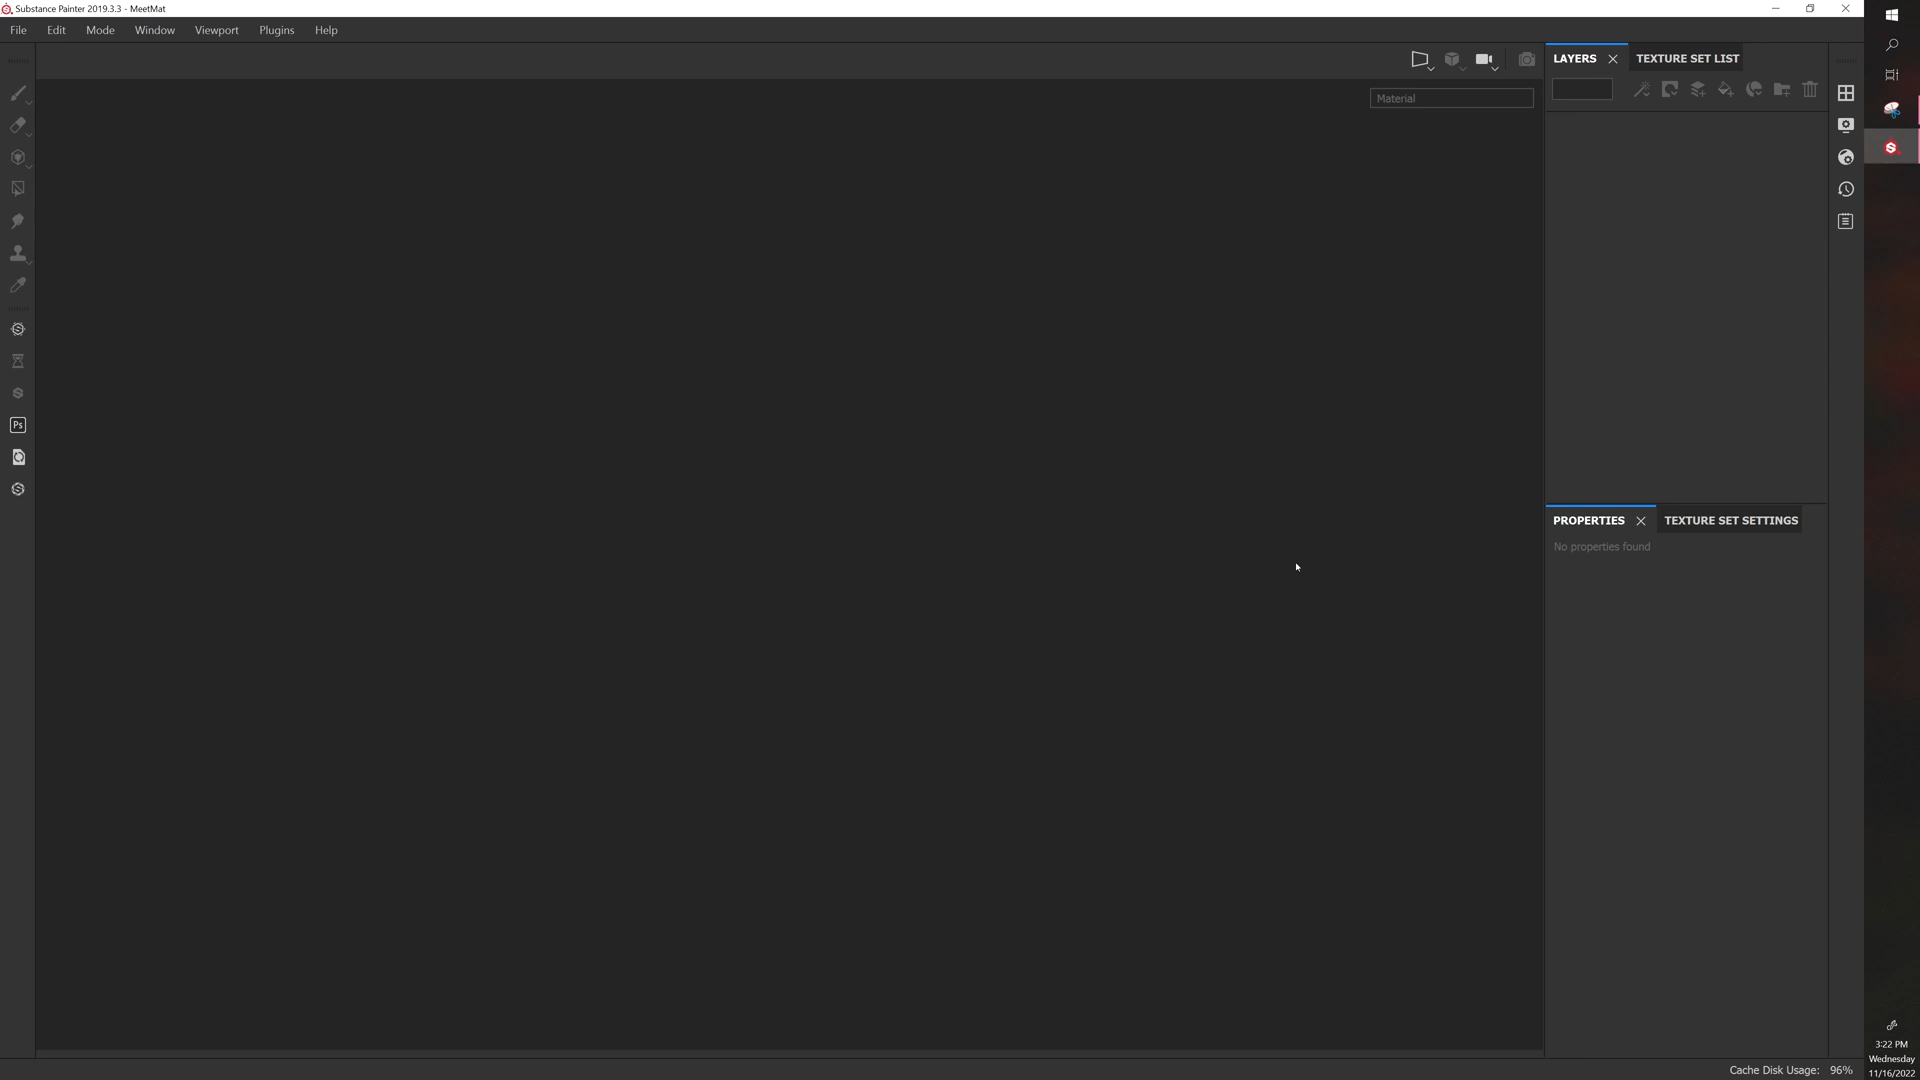 Substance Painter 2019.3.3 - MeetMat
File Edit Mode Window Viewport Plugins Help
LAYERS TEXTURE SET LIST
Material
Ps
PROPERTIES TEXTURE SET SETTINGS
No properties found
Cache Disk Usage: 96%
3:22 PM
Wednesday
11/16/2022